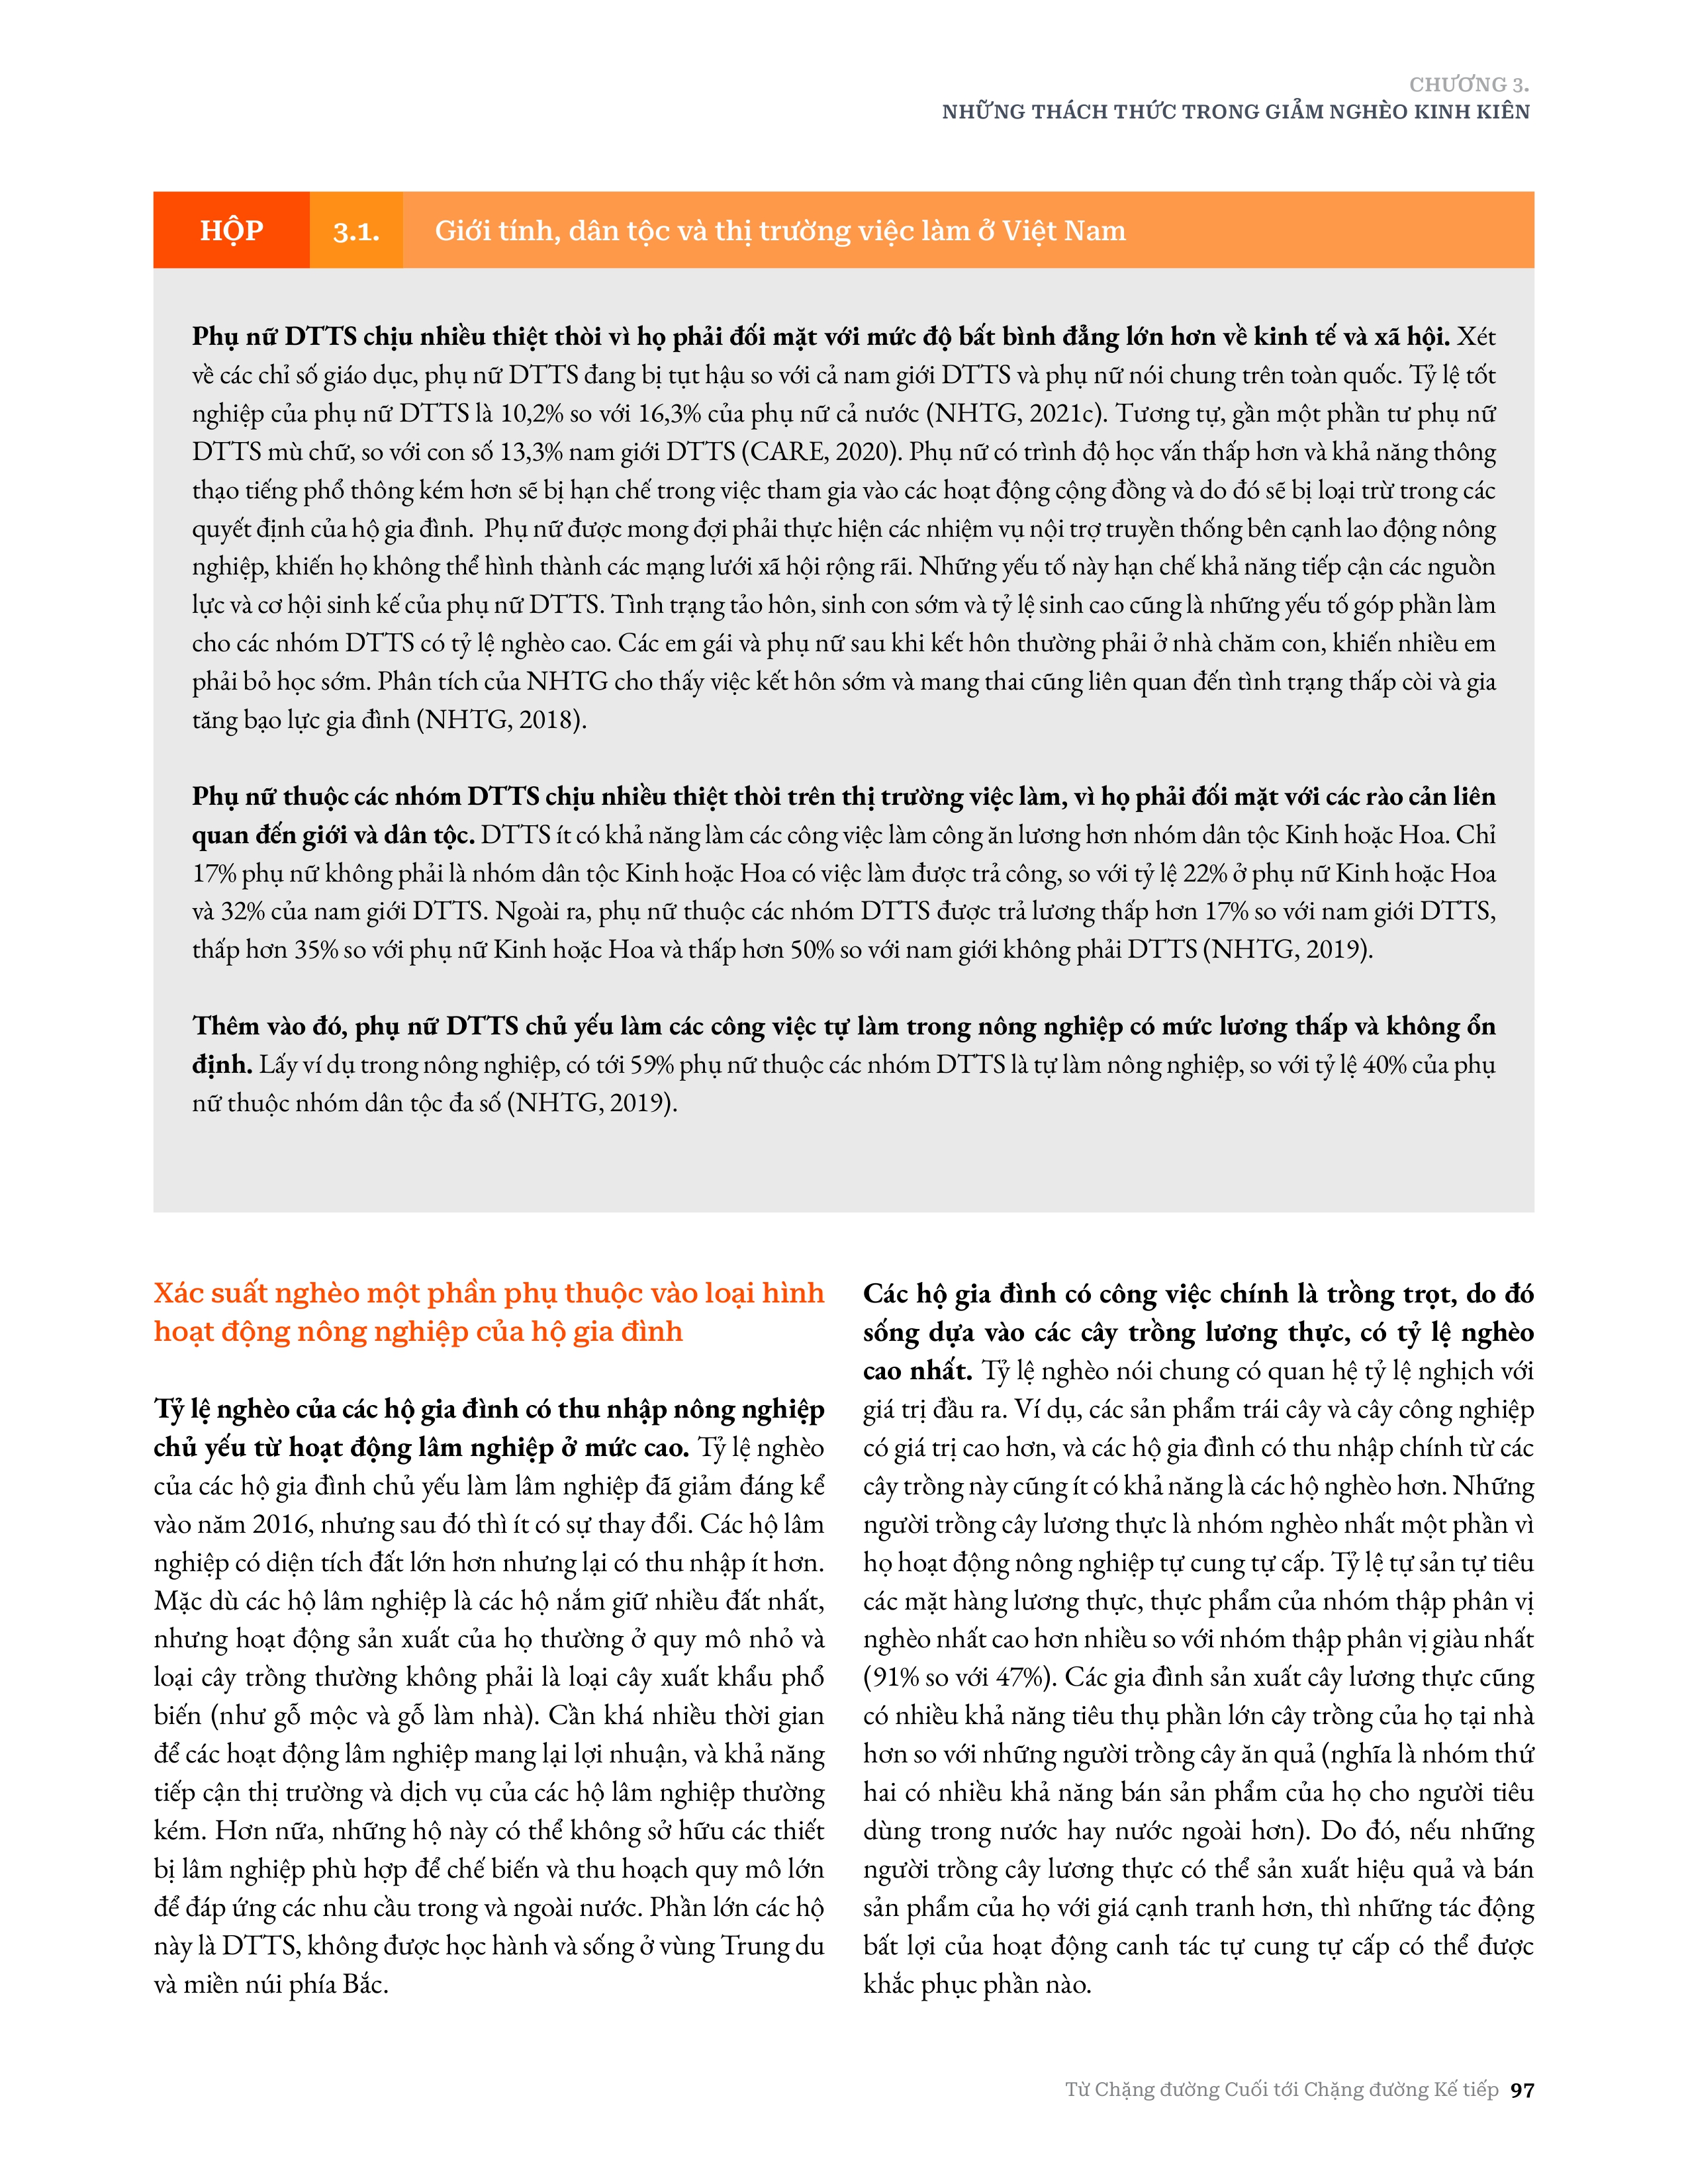 CHƯƠNG 3.
NHỮNG THÁCH THỨC TRONG GIẢM NGHÈO KINH KIÊN
HỘP 3.1. Giới tính, dân tộc và thị trường việc làm ở Việt Nam
Phụ nữ DTTS chịu nhiều thiệt thòi vì họ phải đối mặt với mức độ bất bình đẳng lớn hơn về kinh tế và xã hội. Xét
về các chỉ số giáo dục, phụ nữ DTTS đang bị tụt hậu so với cả nam giới DTTS và phụ nữ nói chung trên toàn quốc. Tỷ lệ tốt
nghiệp của phụ nữ DTTS là 10,2% so với 16,3% của phụ nữ cả nước (NHTG, 2021c). Tương tự, gần một phần tư phụ nữ
DTTS mù chữ, so với con số 13,3% nam giới DTTS (CARE, 2020). Phụ nữ có trình độ học vấn thấp hơn và khả năng thông
thạo tiếng phổ thông kém hơn sẽ bị hạn chế trong việc tham gia vào các hoạt động cộng đồng và do đó sẽ bị loại trừ trong các
quyết định của hộ gia đình. Phụ nữ được mong đợi phải thực hiện các nhiệm vụ nội trợ truyền thống bên cạnh lao động nông
nghiệp, khiến họ không thể hình thành các mạng lưới xã hội rộng rãi. Những yếu tố này hạn chế khả năng tiếp cận các nguồn
lực và cơ hội sinh kế của phụ nữ DTTS. Tình trạng tảo hôn, sinh con sớm và tỷ lệ sinh cao cũng là những yếu tố góp phần làm
cho các nhóm DTTS có tỷ lệ nghèo cao. Các em gái và phụ nữ sau khi kết hôn thường phải ở nhà chăm con, khiến nhiều em
phải bỏ học sớm. Phân tích của NHTG cho thấy việc kết hôn sớm và mang thai cũng liên quan đến tình trạng thấp còi và gia
tăng bạo lực gia đình (NHTG, 2018).
Phụ nữ thuộc các nhóm DTTS chịu nhiều thiệt thòi trên thị trường việc làm, vì họ phải đối mặt với các rào cản liên
quan đến giới và dân tộc. DTTS ít có khả năng làm các công việc làm công ăn lương hơn nhóm dân tộc Kinh hoặc Hoa. Chỉ
17% phụ nữ không phải là nhóm dân tộc Kinh hoặc Hoa có việc làm được trả công, so với tỷ lệ 22% ở phụ nữ Kinh hoặc Hoa
và 32% của nam giới DTTS. Ngoài ra, phụ nữ thuộc các nhóm DTTS được trả lương thấp hơn 17% so với nam giới DTTS,
thấp hơn 35% so với phụ nữ Kinh hoặc Hoa và thấp hơn 50% so với nam giới không phải DTTS (NHTG, 2019).
Thêm vào đó, phụ nữ DTTS chủ yếu làm các công việc tự làm trong nông nghiệp có mức lương thấp và không ổn
định. Lấy ví dụ trong nông nghiệp, có tới 59% phụ nữ thuộc các nhóm DTTS là tự làm nông nghiệp, so với tỷ lệ 40% của phụ
nữ thuộc nhóm dân tộc đa số (NHTG, 2019).
Xác suất nghèo một phần phụ thuộc vào loại hình
hoạt động nông nghiệp của hộ gia đình
Tỷ lệ nghèo của các hộ gia đình có thu nhập nông nghiệp
chủ yếu từ hoạt động lâm nghiệp ở mức cao. Tỷ lệ nghèo
của các hộ gia đình chủ yếu làm lâm nghiệp đã giảm đáng kể
vào năm 2016, nhưng sau đó thì ít có sự thay đổi. Các hộ lâm
nghiệp có diện tích đất lớn hơn nhưng lại có thu nhập ít hơn.
Mặc dù các hộ lâm nghiệp là các hộ nắm giữ nhiều đất nhất,
nhưng hoạt động sản xuất của họ thường ở quy mô nhỏ và
loại cây trồng thường không phải là loại cây xuất khẩu phổ
biến (như gỗ mộc và gỗ làm nhà). Cần khá nhiều thời gian
để các hoạt động lâm nghiệp mang lại lợi nhuận, và khả năng
tiếp cận thị trường và dịch vụ của các hộ lâm nghiệp thường
kém. Hơn nữa, những hộ này có thể không sở hữu các thiết
bị lâm nghiệp phù hợp để chế biến và thu hoạch quy mô lớn
để đáp ứng các nhu cầu trong và ngoài nước. Phần lớn các hộ
này là DTTS, không được học hành và sống ở vùng Trung du
và miền núi phía Bắc.
Các hộ gia đình có công việc chính là trồng trọt, do đó
sống dựa vào các cây trồng lương thực, có tỷ lệ nghèo
cao nhất. Tỷ lệ nghèo nói chung có quan hệ tỷ lệ nghịch với
giá trị đầu ra. Ví dụ, các sản phẩm trái cây và cây công nghiệp
có giá trị cao hơn, và các hộ gia đình có thu nhập chính từ các
cây trồng này cũng ít có khả năng là các hộ nghèo hơn. Những
người trồng cây lương thực là nhóm nghèo nhất một phần vì
họ hoạt động nông nghiệp tự cung tự cấp. Tỷ lệ tự sản tự tiêu
các mặt hàng lương thực, thực phẩm của nhóm thập phân vị
nghèo nhất cao hơn nhiều so với nhóm thập phân vị giàu nhất
(91% so với 47%). Các gia đình sản xuất cây lương thực cũng
có nhiều khả năng tiêu thụ phần lớn cây trồng của họ tại nhà
hơn so với những người trồng cây ăn quả (nghĩa là nhóm thứ
hai có nhiều khả năng bán sản phẩm của họ cho người tiêu
dùng trong nước hay nước ngoài hơn). Do đó, nếu những
người trồng cây lương thực có thể sản xuất hiệu quả và bán
sản phẩm của họ với giá cạnh tranh hơn, thì những tác động
bất lợi của hoạt động canh tác tự cung tự cấp có thể được
khắc phục phần nào.
Từ Chặng đường Cuối tới Chặng đường Kế tiếp 97